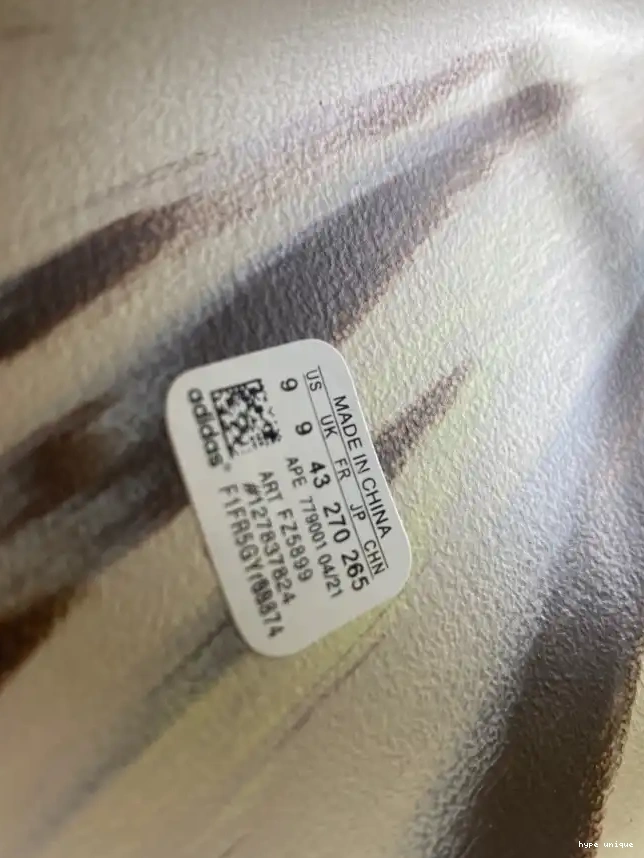 MADE IN CHINA
US UK FR JP CHN
9 9 43 270 265
APE 779001 04/21
ART FZ5899
#127837824
adidas®
hype unique